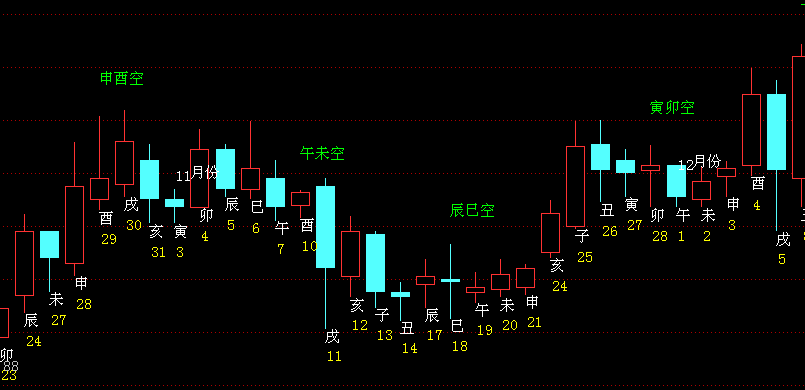 申酉空
午未空
寅卯空
辰巳空
11月份
12月份
卯
88
23
辰
24
未
27
申
28
酉
29
戌
30
亥
31
寅
3
卯
4
辰
5
巳
6
午
7
酉
10
戌
11
亥
12
子
13
丑
14
辰
17
巳
18
午
19
未
20
申
21
亥
24
子
25
丑
26
寅
27
卯
28
午
1
未
2
申
3
酉
4
戌
5